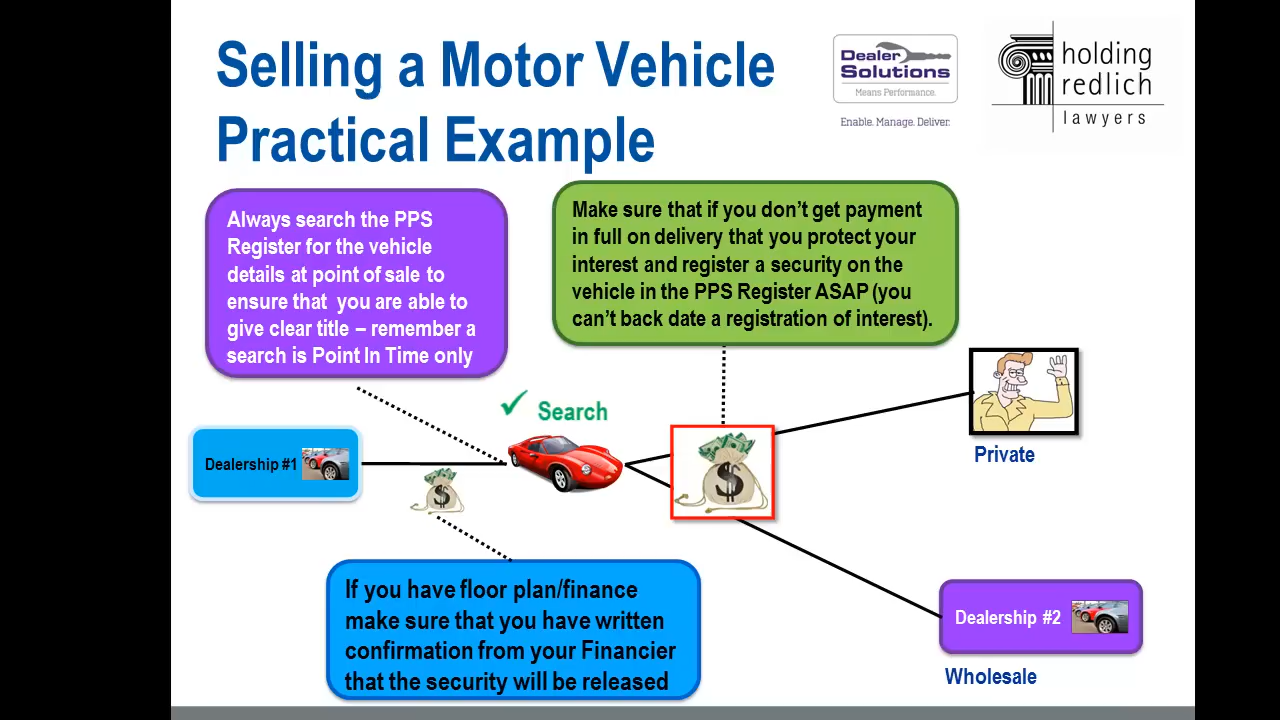 Selling a Motor Vehicle
Practical Example
Dealer
Solutions
Means Performance.
Enable. Manage. Deliver.
holding
redlich
lawyers
Always search the PPS
Register for the vehicle
details at point of sale to
ensure that you are able to
give clear title – remember a
search is Point In Time only
Make sure that if you don’t get payment
in full on delivery that you protect your
interest and register a security on the
vehicle in the PPS Register ASAP (you
can’t back date a registration of interest).
Search
Dealership #1
$
$
Private
If you have floor plan/finance
make sure that you have written
confirmation from your Financier
that the security will be released
Dealership #2
Wholesale